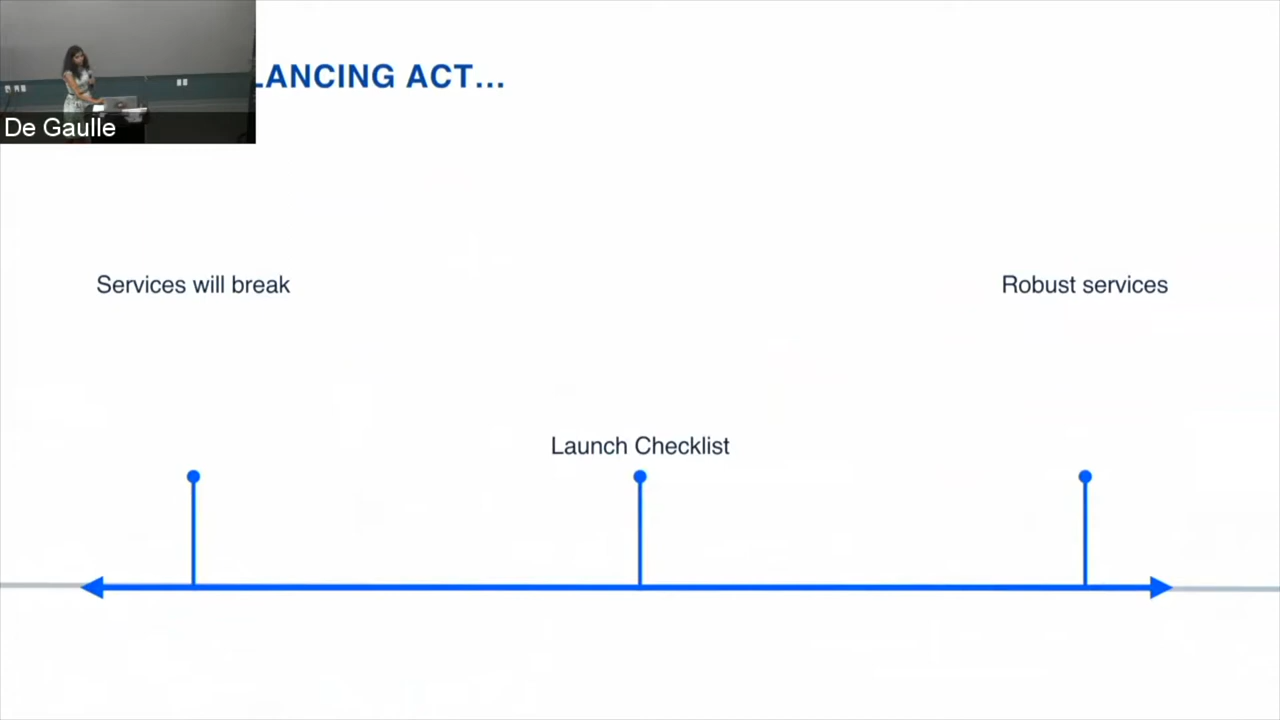 LANCING ACT...
De Gaulle
Services will break
Robust services
Launch Checklist